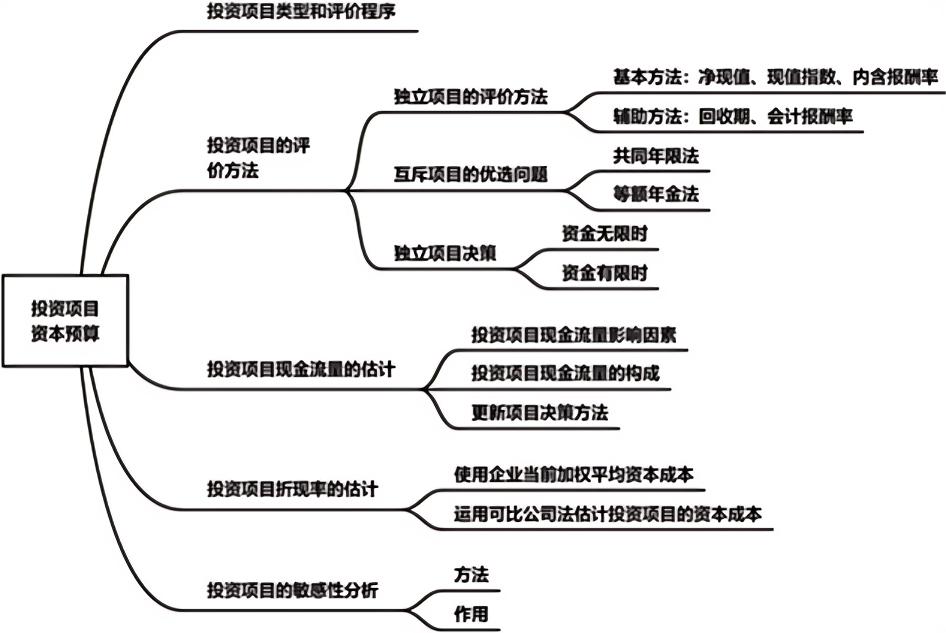 投资项目类型和评价程序
基本方法：净现值、现值指数、内含报酬率
独立项目的评价方法
辅助方法：回收期、会计报酬率
投资项目的评
价方法
共同年限法
互斥项目的优选问题
等额年金法
资金无限时
独立项目决策
资金有限时
投资项目
资本预算
投资项目现金流量影响因素
投资项目现金流量的估计
投资项目现金流量的构成
更新项目决策方法
使用企业当前加权平均资本成本
投资项目折现率的估计
运用可比公司法估计投资项目的资本成本
方法
投资项目的敏感性分析
作用